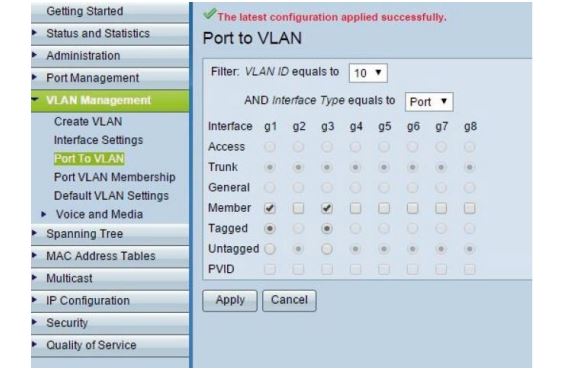 Getting Started
Status and Statistics
Administration
Port Management
VLAN Management
Create VLAN
Interface Settings
Port To VLAN
Port VLAN Membership
Default VLAN Settings
Voice and Media
Spanning Tree
MAC Address Tables
Multicast
IP Configuration
Security
Quality of Service
The latest configuration applied successfully.
Port to VLAN
Filter: VLAN ID equals to 10
AND Interface Type equals to Port
Interface g1 g2 g3 g4 g5 g6 g7 g8
Access
Trunk
General
Member
Tagged
Untagged
PVID
Apply Cancel